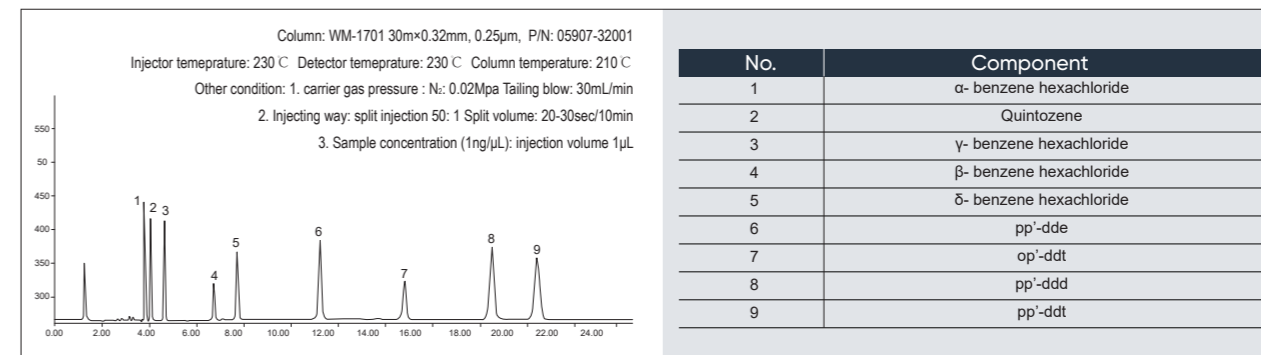 Column: WM-1701 30m×0.32mm, 0.25μm, P/N: 05907-32001
Injector temeprature: 230℃ Detector temeprature: 230℃ Column temperature: 210℃
Other condition: 1. carrier gas pressure : N₂: 0.02Mpa Tailing blow: 30mL/min
2. Injecting way: split injection 50: 1 Split volume: 20-30sec/10min
3. Sample concentration (1ng/μL): injection volume 1μL
550
50
450
400
350
300
1
2
3
4
5
6
7
8
9
0.00 2.00 4.00 6.00 8.00 10.00 12.00 14.00 16.00 18.00 20.00 22.00 24.00
No. Component
1 α- benzene hexachloride
2 Quintozene
3 γ- benzene hexachloride
4 β- benzene hexachloride
5 δ- benzene hexachloride
6 pp'-dde
7 op'-ddt
8 pp'-ddd
9 pp'-ddt